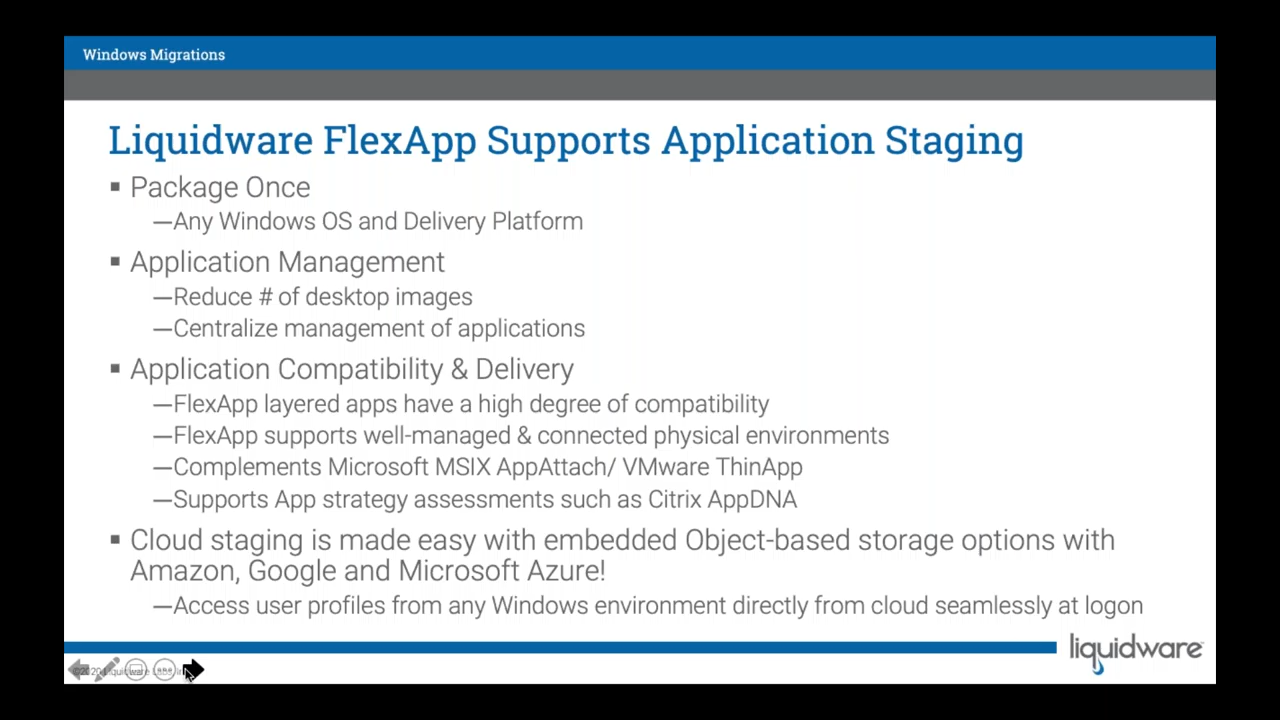 Windows Migrations
Liquidware FlexApp Supports Application Staging
▪ Package Once
—Any Windows OS and Delivery Platform
▪ Application Management
—Reduce # of desktop images
—Centralize management of applications
▪ Application Compatibility & Delivery
—FlexApp layered apps have a high degree of compatibility
—FlexApp supports well-managed & connected physical environments
—Complements Microsoft MSIX AppAttach/ VMware ThinApp
—Supports App strategy assessments such as Citrix AppDNA
▪ Cloud staging is made easy with embedded Object-based storage options with
Amazon, Google and Microsoft Azure!
—Access user profiles from any Windows environment directly from cloud seamlessly at logon
liquidware
©2020 Liquidware Labs